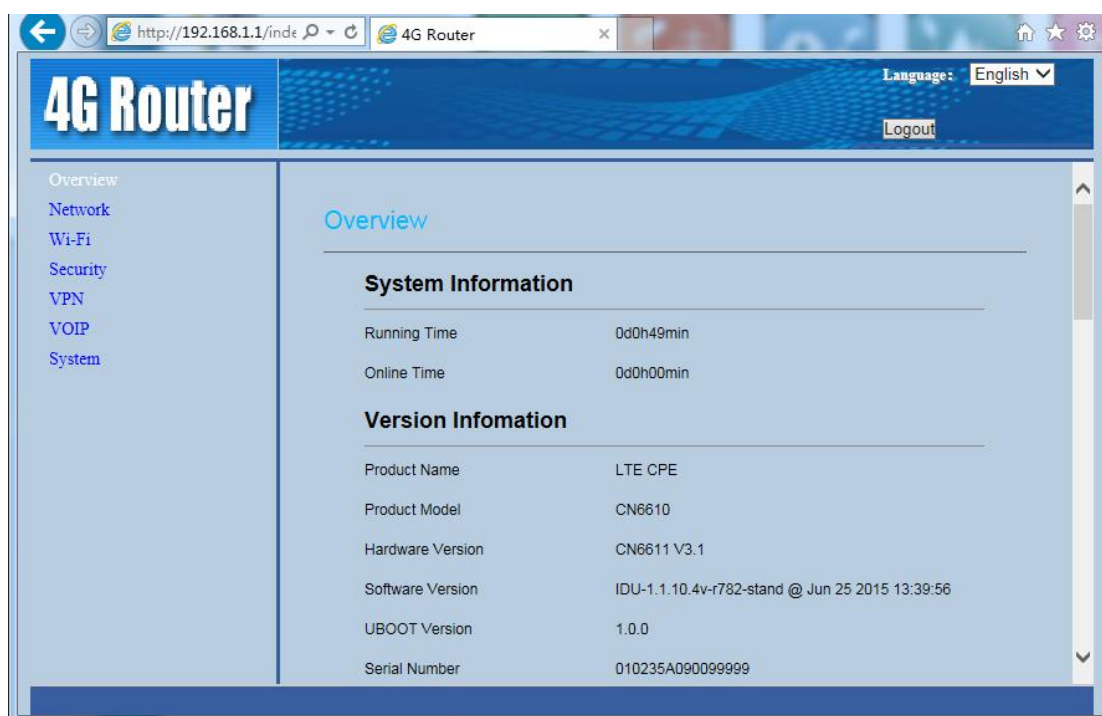 http://192.168.1.1/inde
4G Router
4G Router
Language: English
Logout
Overview
Network
Wi-Fi
Security
VPN
VOIP
System
Overview
System Information
Running Time 0d0h49min
Online Time 0d0h00min
Version Infomation
Product Name LTE CPE
Product Model CN6610
Hardware Version CN6611 V3.1
Software Version IDU-1.1.10.4v-r782-stand @ Jun 25 2015 13:39:56
UBOOT Version 1.0.0
Serial Number 010235A090099999